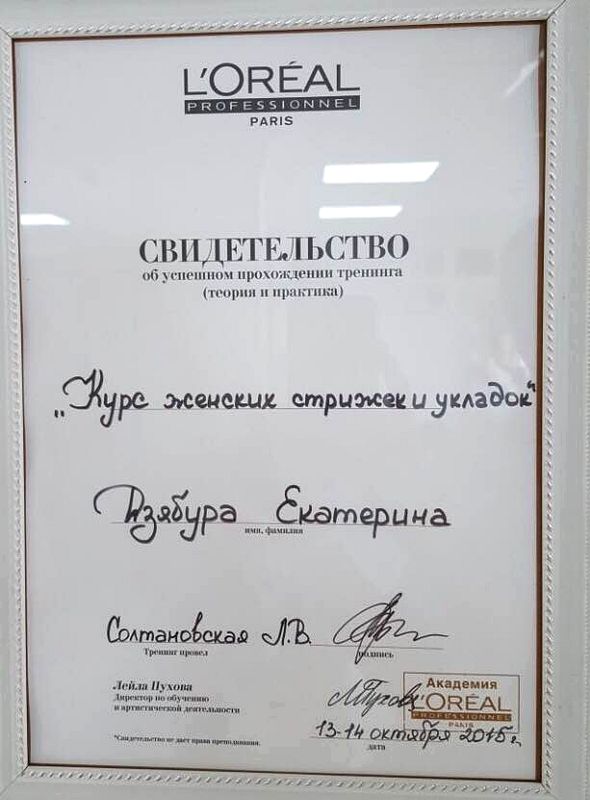 L'ORÉAL
PROFESSIONNEL
PARIS
СВИДЕТЕЛЬСТВО
об успешном прохождении тренинга
(теория и практика)
„Курс женских стрижек и укладок“
Дзябура Екатерина
имя, фамилия
Солтановская Л.В.
Тренинг провел
подпись
Лейла Пухова
Директор по обучению
и артистической деятельности
Академия
L'ORÉAL
PROFESSIONNEL
PARIS
13-14 октября 2015 г.
дата
*Свидетельство не дает права преподавания.